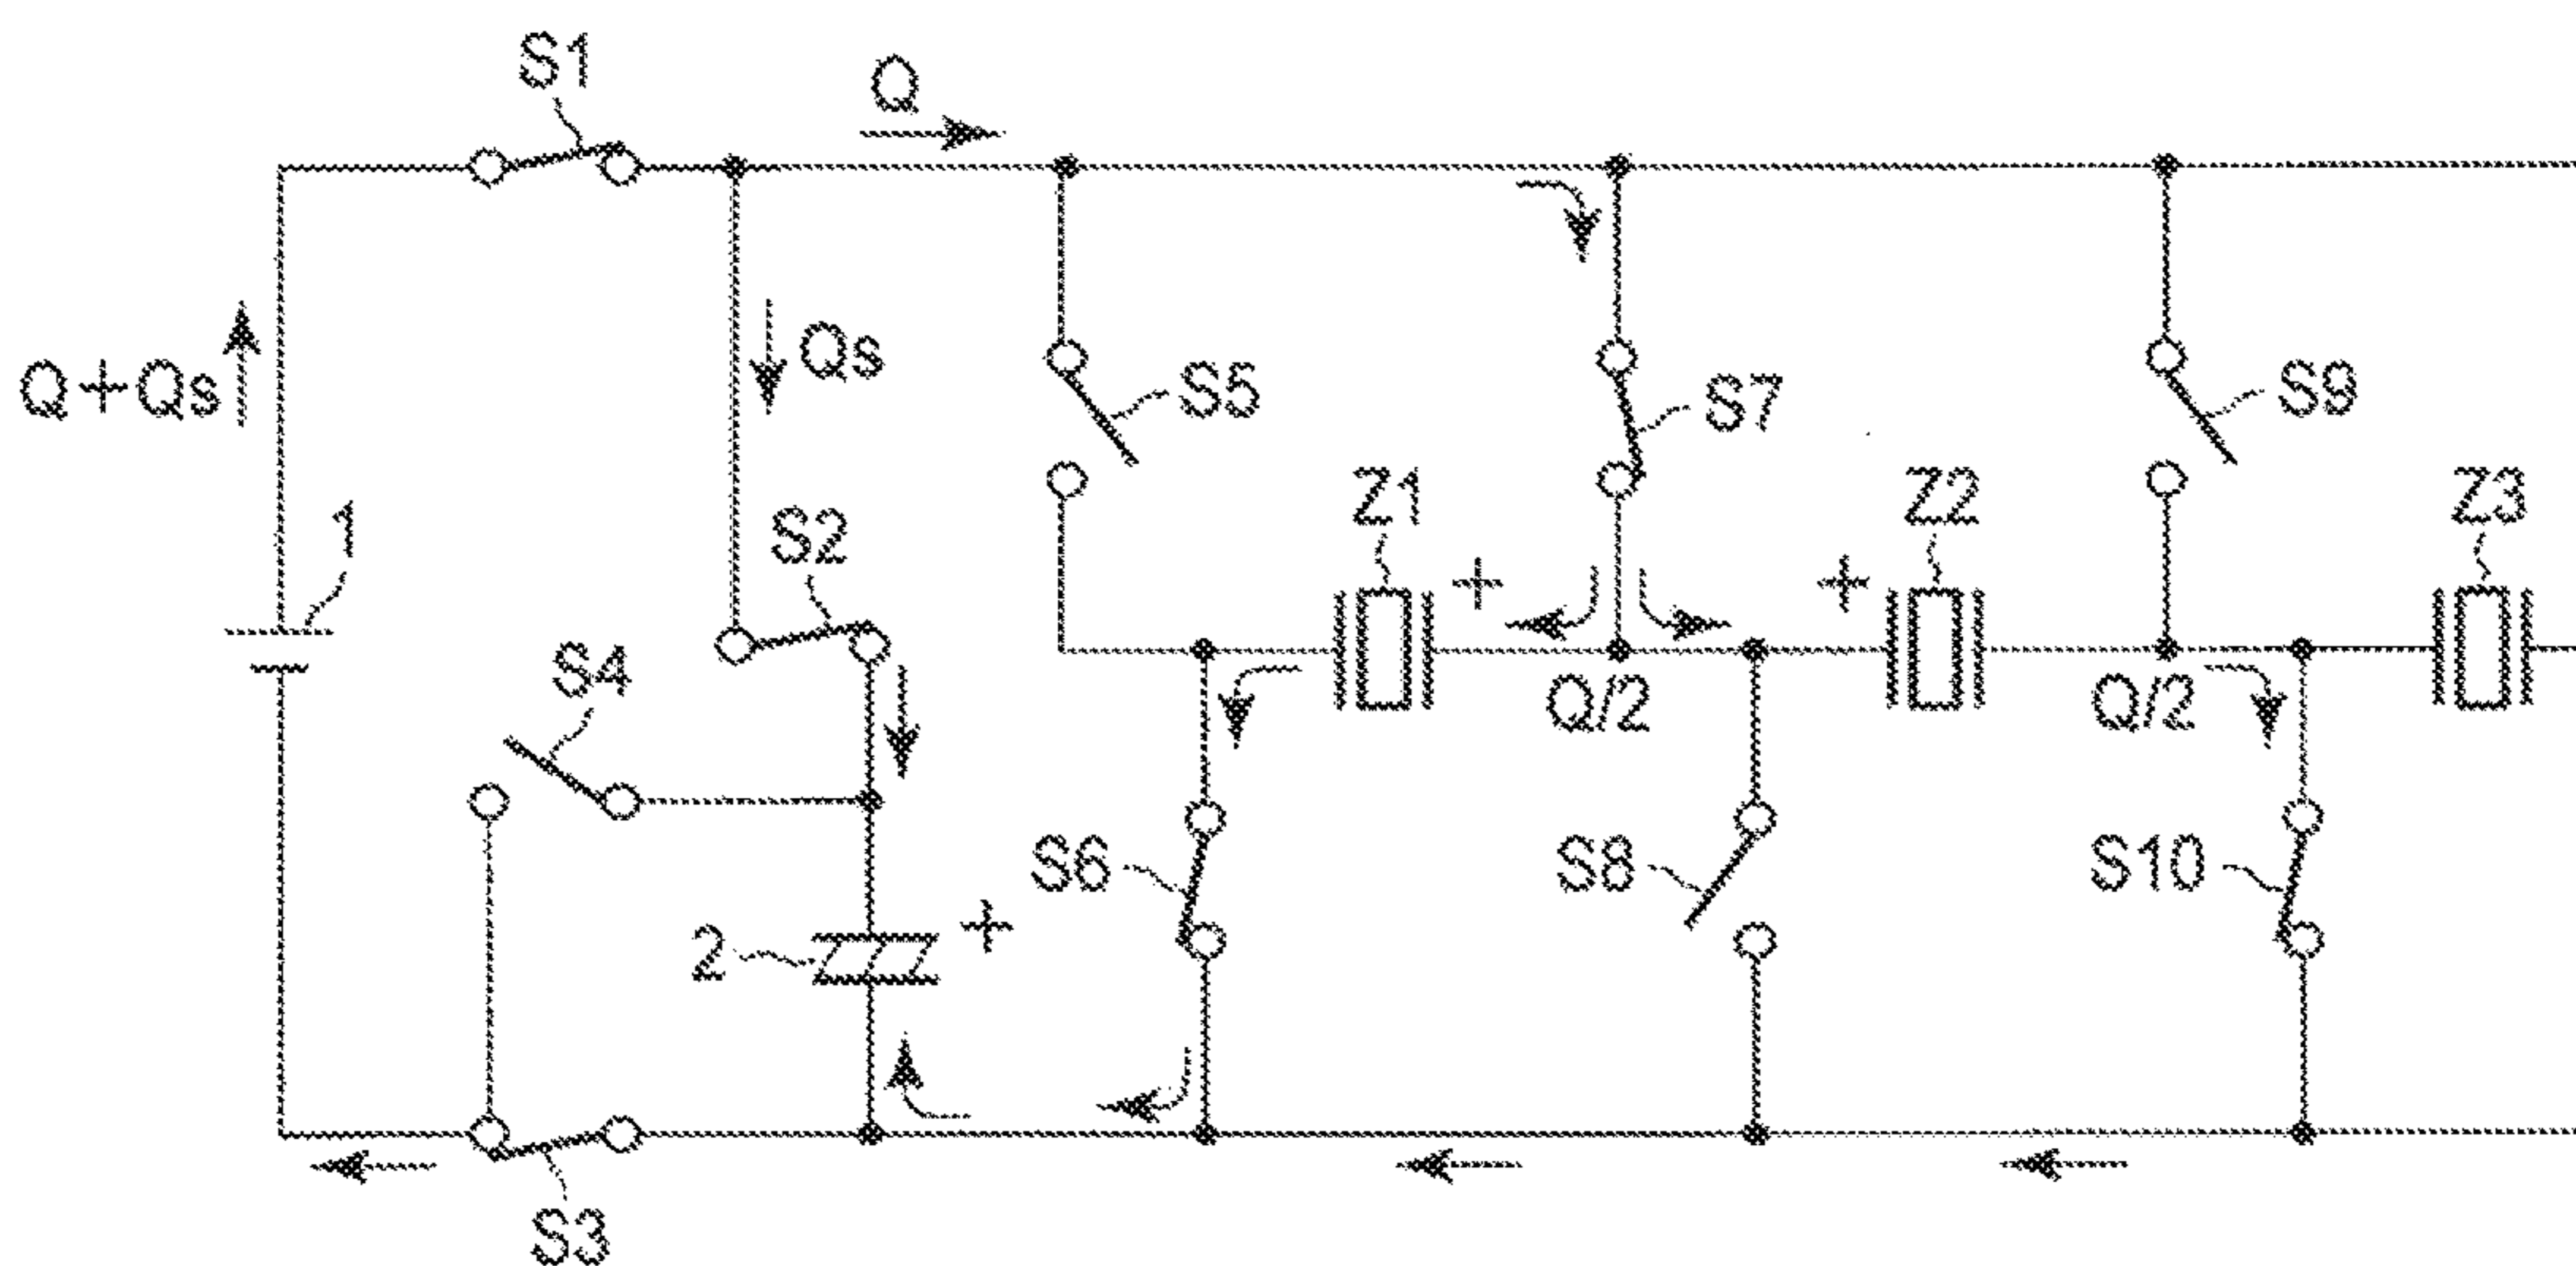 S1
Q
Q+Qs
Qs
S5
S7
S9
1
S2
Z1
Z2
Z3
+
+
S4
Q/2
Q/2
2
+
S6
S8
S10
S3